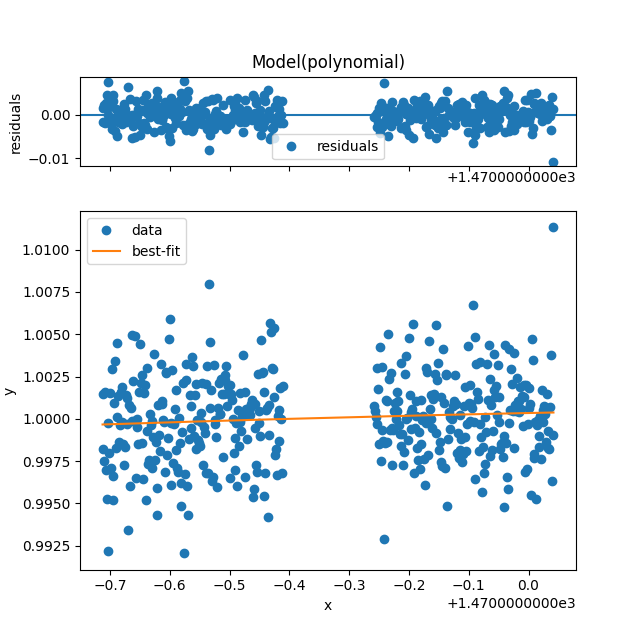 Model(polynomial)
residuals
0.00
−0.01
residuals
+1.4700000000e3
data
best-fit
y
1.0100
1.0075
1.0050
1.0025
1.0000
0.9975
0.9950
0.9925
−0.7 −0.6 −0.5 −0.4 −0.3 −0.2 −0.1 0.0
x
+1.4700000000e3